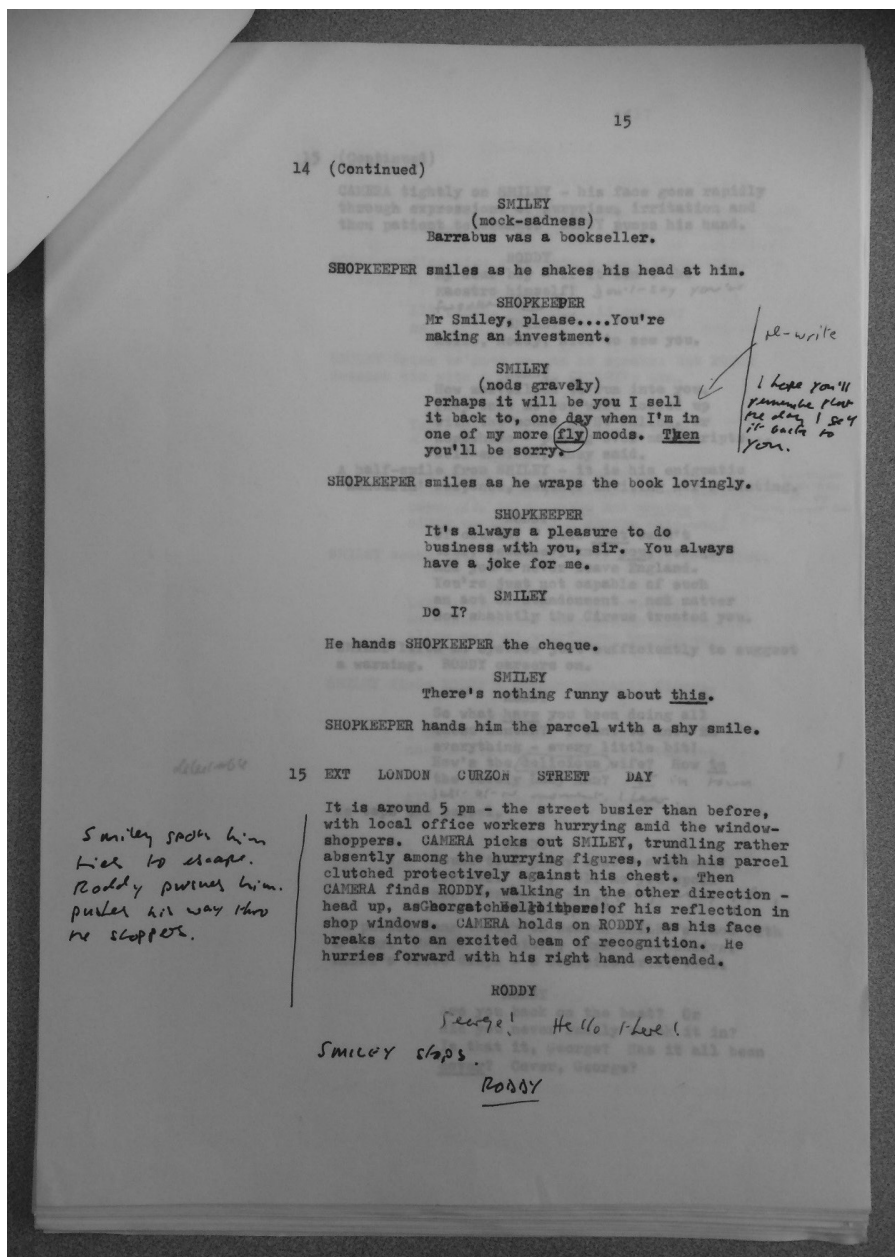 15
14 (Continued)
SMILEY
(mock-sadness)
Barrabus was a bookseller.
SHOPKEEPER smiles as he shakes his head at him.
SHOPKEEPER
Mr Smiley, please....You're
making an investment.
re-write
SMILEY
(nods gravely)
Perhaps it will be you I sell
it back to, one day when I'm in
one of my more fly moods. Then
you'll be sorry.
I hope you'll
remember that
the day I sell
it back to
you.
SHOPKEEPER smiles as he wraps the book lovingly.
SHOPKEEPER
It's always a pleasure to do
business with you, sir. You always
have a joke for me.
SMILEY
Do I?
He hands SHOPKEEPER the cheque.
SMILEY
There's nothing funny about this.
SHOPKEEPER hands him the parcel with a shy smile.
15 EXT LONDON CURZON STREET DAY
It is around 5 pm - the street busier than before,
with local office workers hurrying amid the window-
shoppers. CAMERA picks out SMILEY, trundling rather
absently among the hurrying figures, with his parcel
clutched protectively against his chest. Then
CAMERA finds RODDY, walking in the other direction -
head up, as of his reflection in
shop windows. CAMERA holds on RODDY, as his face
breaks into an excited beam of recognition. He
hurries forward with his right hand extended.
Smiley spots him
tries to escape.
Roddy pursues him.
pushes his way thro
the shoppers.
RODDY
George! Hello there!
SMILEY stops.
RODDY